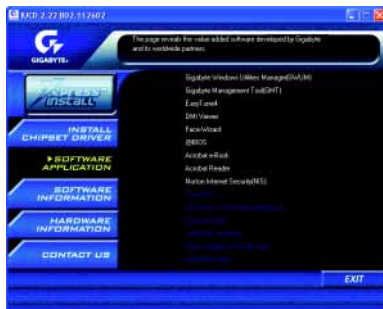 IUCD 2.22 B02.112602
The page reveals the value added software developed by Gigabyte
and its worldwide partners.
GIGABYTE
Xpress
INSTALL
Gigabyte Windows Utilities Manager(GWUM)
Gigabyte Management Tool(GMT)
EasyTune4
DMI Viewer
Face-Wizard
@BIOS
Acrobat e-Book
Acrobat Reader
Norton Internet Security(NIS)
INSTALL
CHIPSET DRIVER
SOFTWARE
APPLICATION
SOFTWARE
INFORMATION
HARDWARE
INFORMATION
CONTACT US
EXIT